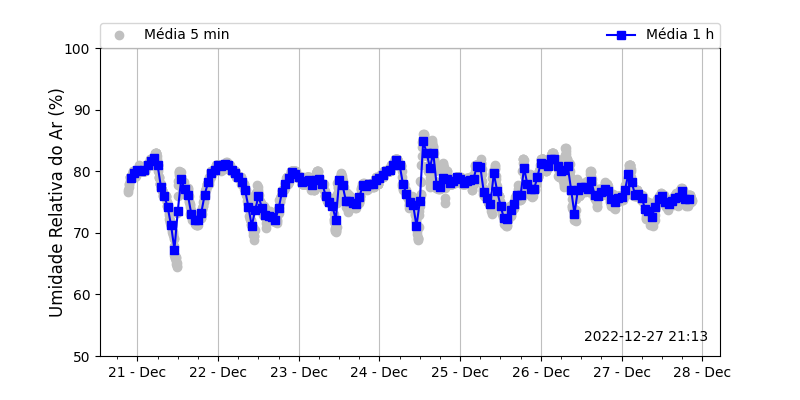 Média 5 min
Média 1 h
Umidade Relativa do Ar (%)
100
90
80
70
60
50
2022-12-27 21:13
21 - Dec
22 - Dec
23 - Dec
24 - Dec
25 - Dec
26 - Dec
27 - Dec
28 - Dec